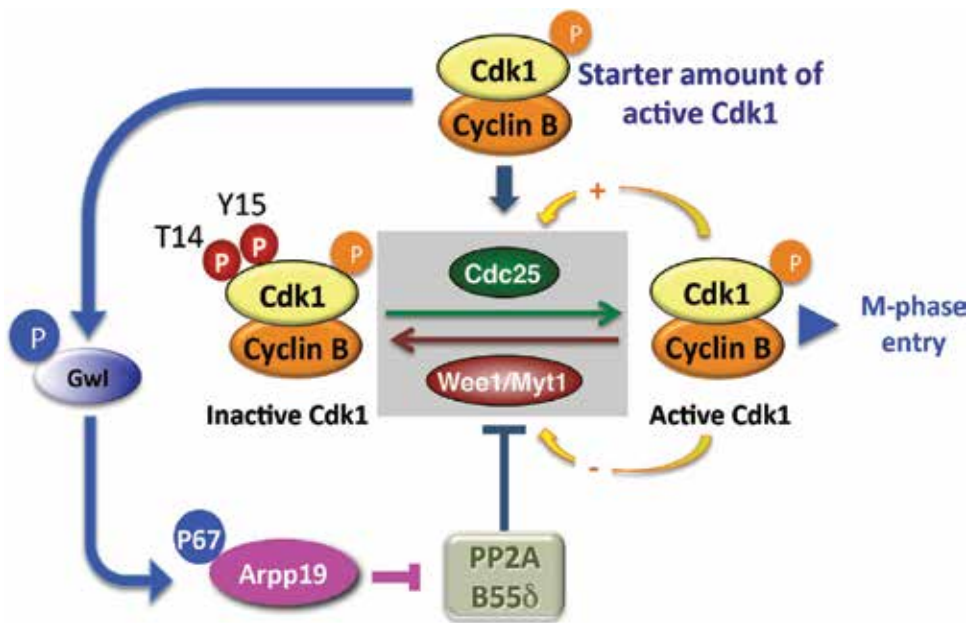 P
Cdk1
Cyclin B
Starter amount of
active Cdk1
+
Y15
T14
P
P
P
Cdk1
Cyclin B
Inactive Cdk1
Cdc25
Wee1/Myt1
P
Cdk1
Cyclin B
Active Cdk1
M-phase
entry
-
P
Gwl
P67
Arpp19
PP2A
B55δ